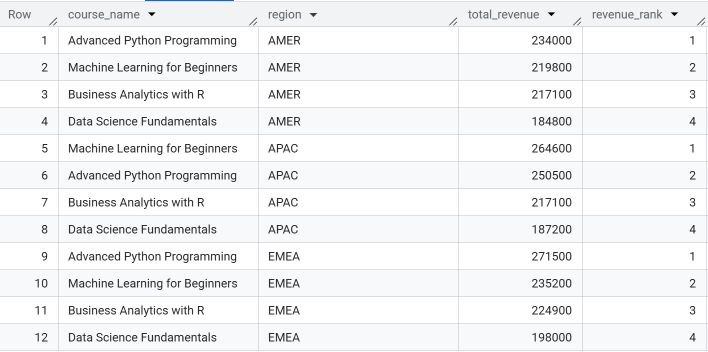 Row course_name region total_revenue revenue_rank
1 Advanced Python Programming AMER 234000 1
2 Machine Learning for Beginners AMER 219800 2
3 Business Analytics with R AMER 217100 3
4 Data Science Fundamentals AMER 184800 4
5 Machine Learning for Beginners APAC 264600 1
6 Advanced Python Programming APAC 250500 2
7 Business Analytics with R APAC 217100 3
8 Data Science Fundamentals APAC 187200 4
9 Advanced Python Programming EMEA 271500 1
10 Machine Learning for Beginners EMEA 235200 2
11 Business Analytics with R EMEA 224900 3
12 Data Science Fundamentals EMEA 198000 4